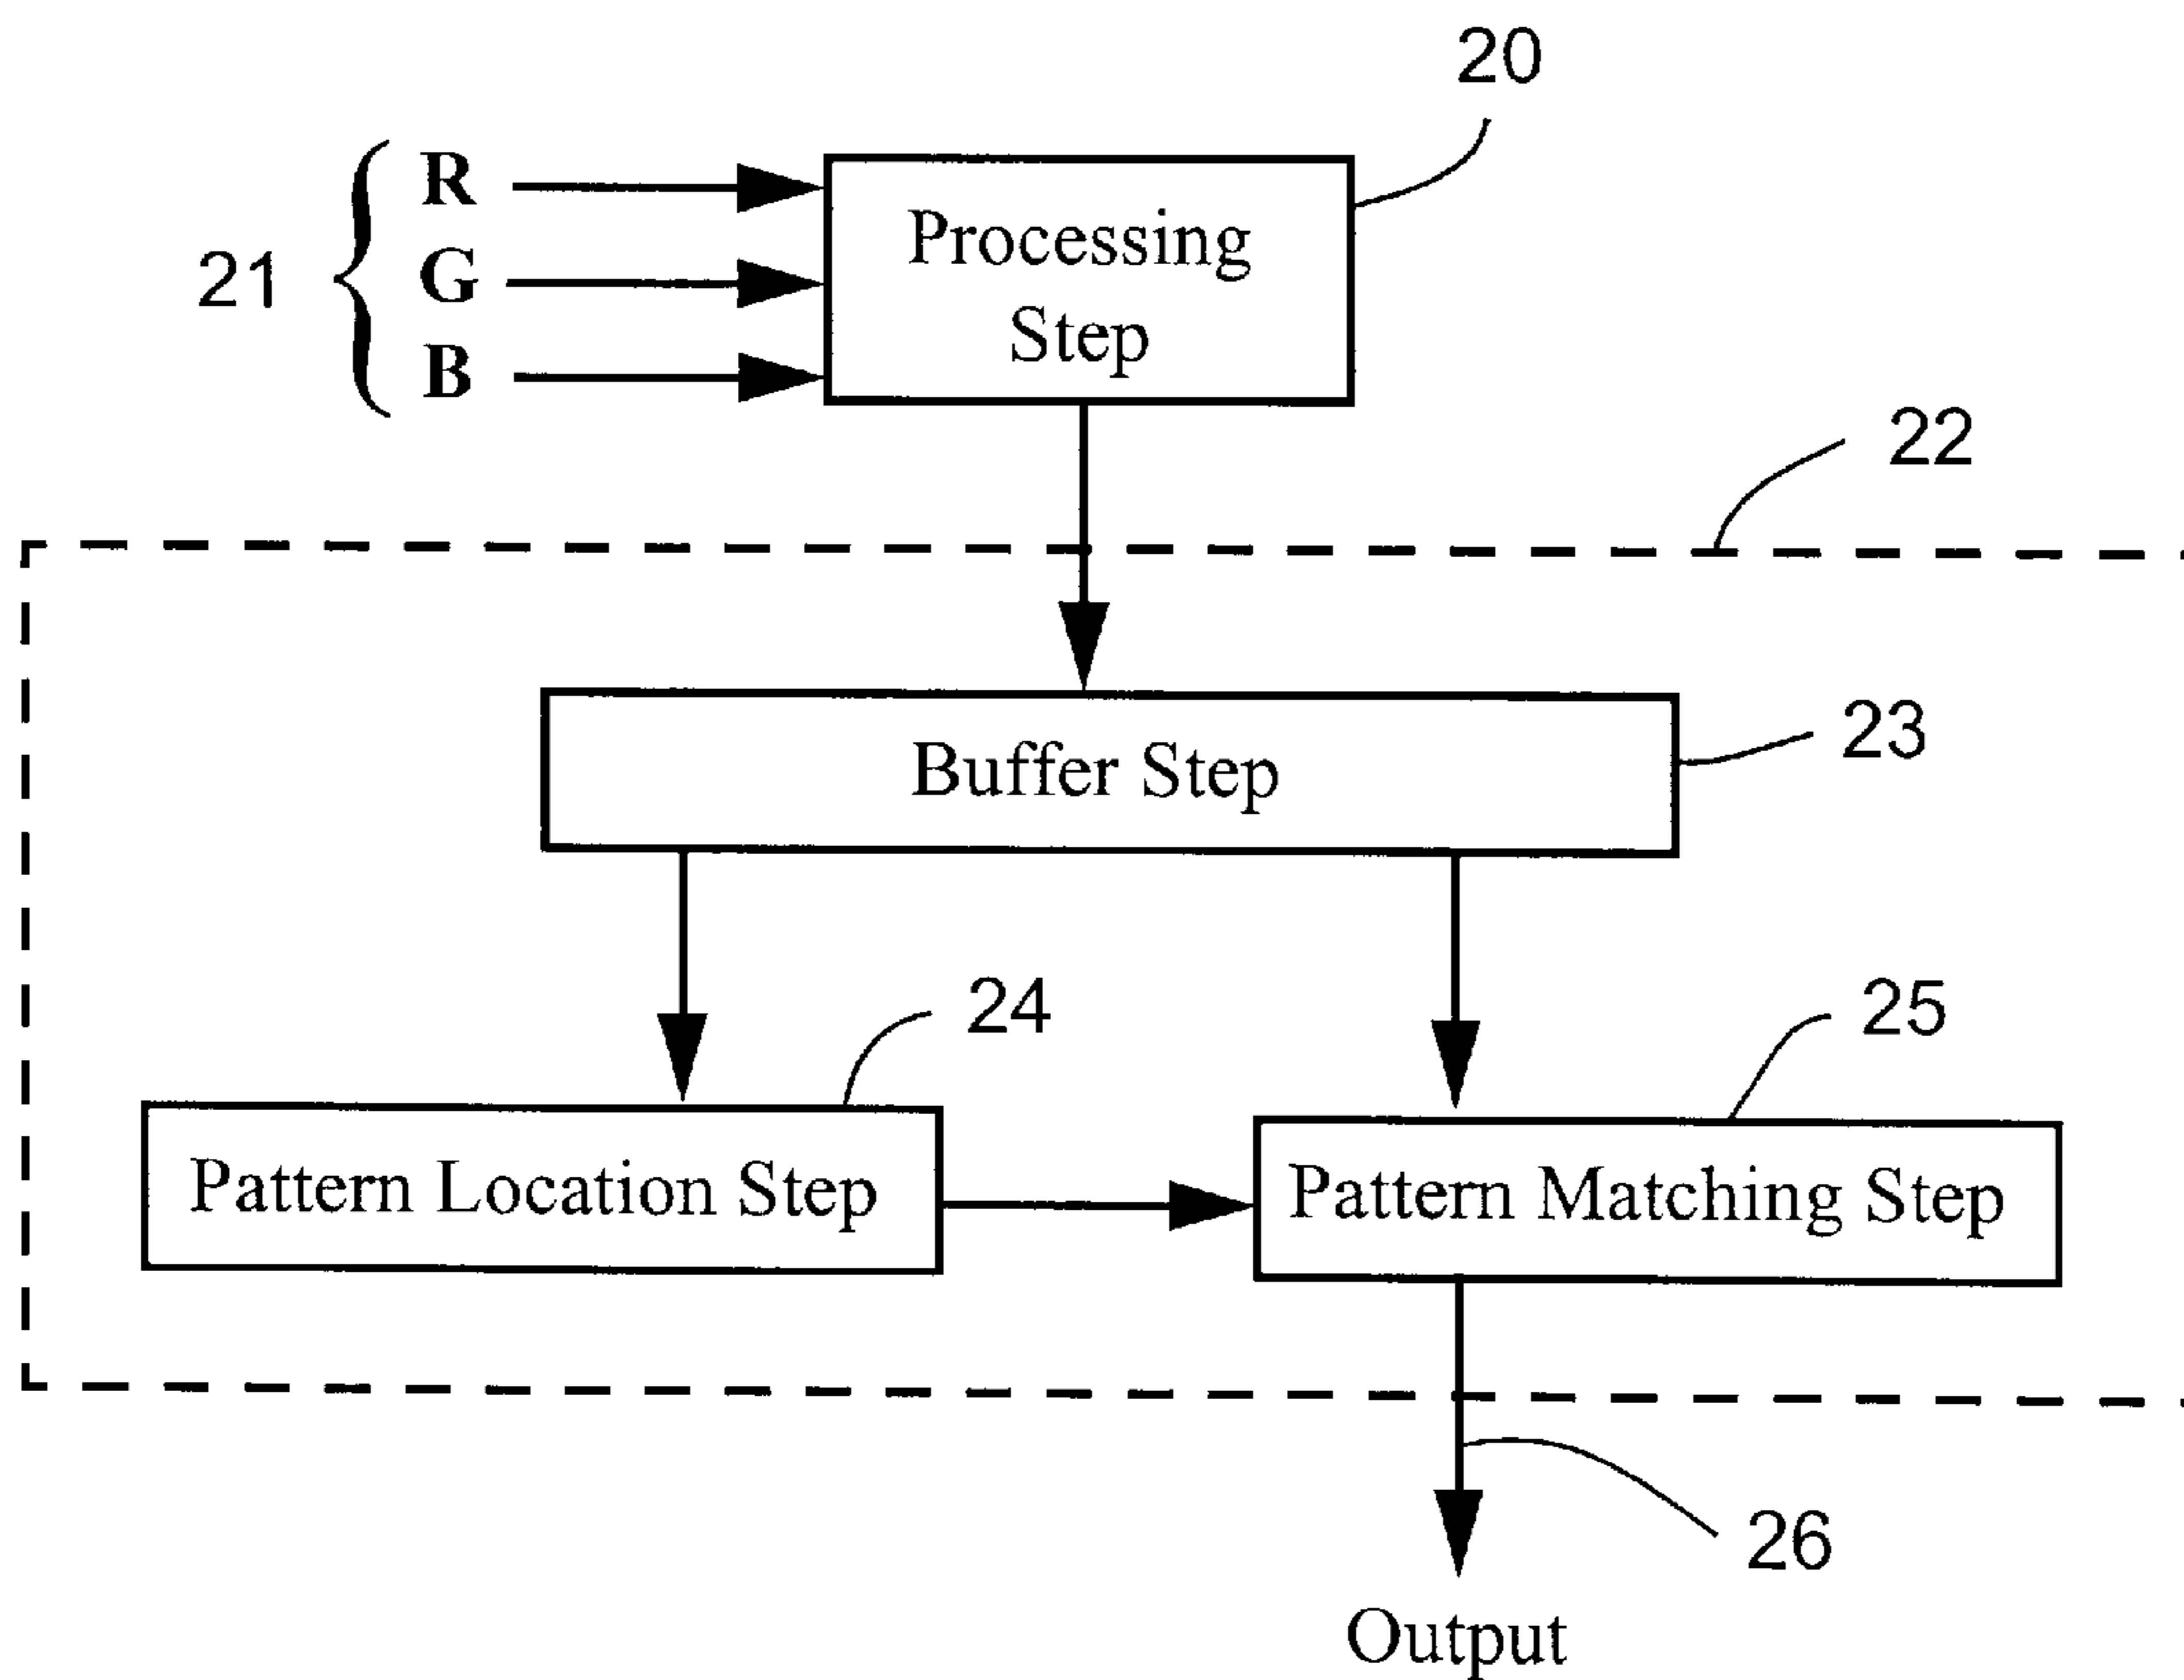 20
R
21
G
B
Processing
Step
22
Buffer Step
23
24
25
Pattern Location Step
Pattern Matching Step
26
Output